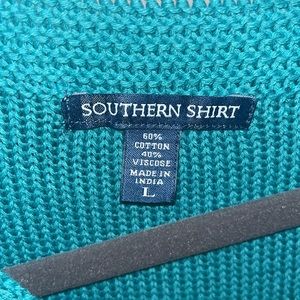 SOUTHERN SHIRT
60%
COTTON
40%
VISCOSE
MADE IN
INDIA
L